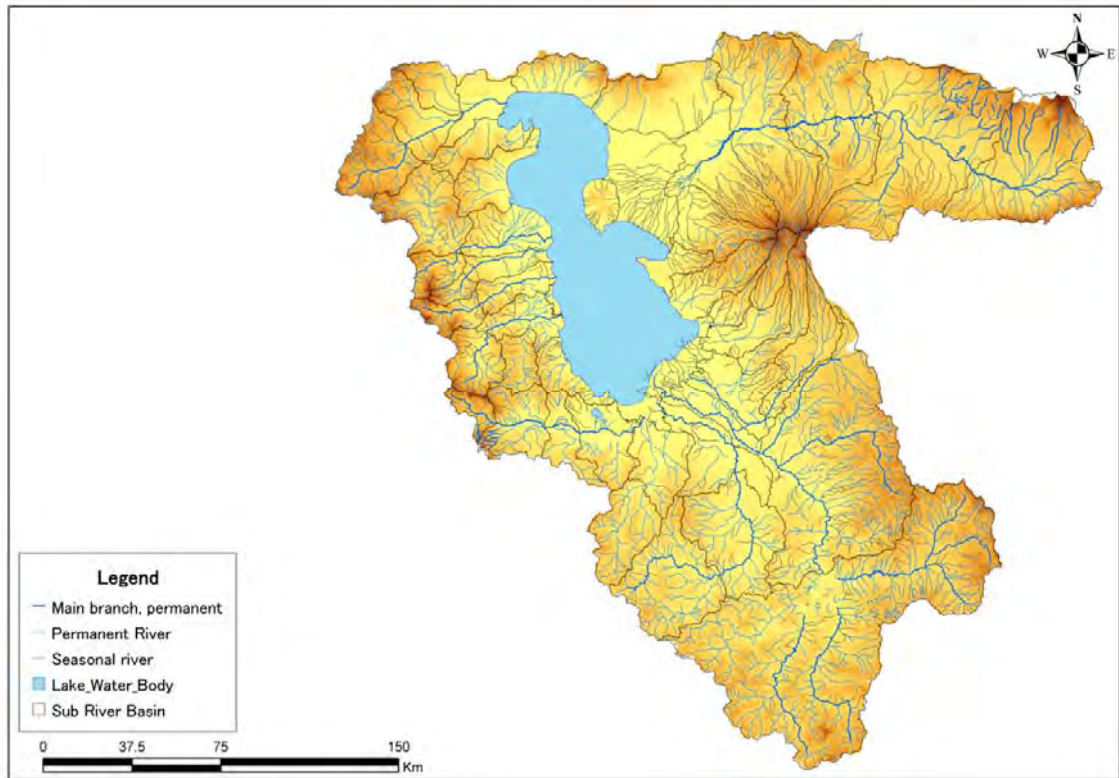 N
W E
S
Legend
Main branch, permanent
Permanent River
Seasonal river
Lake_Water_Body
Sub River Basin
0 37.5 75 150
Km